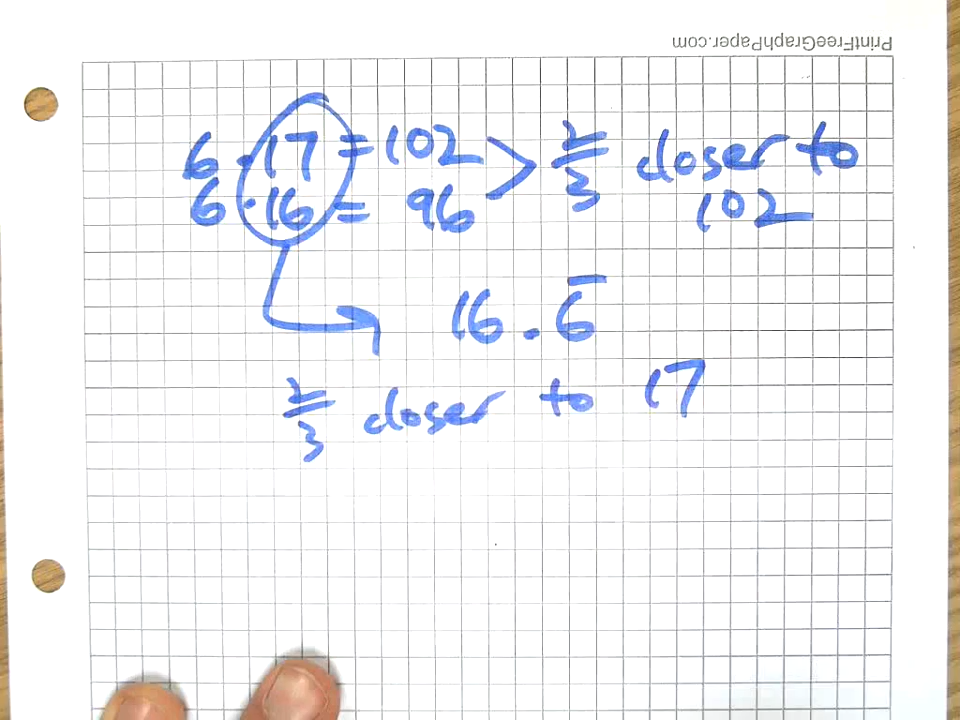 PrintFreeGraphPaper.com
6 · 17 = 102 > 2/3 closer to
6 · 16 = 96 102
16.6̅
2/3 closer to 17